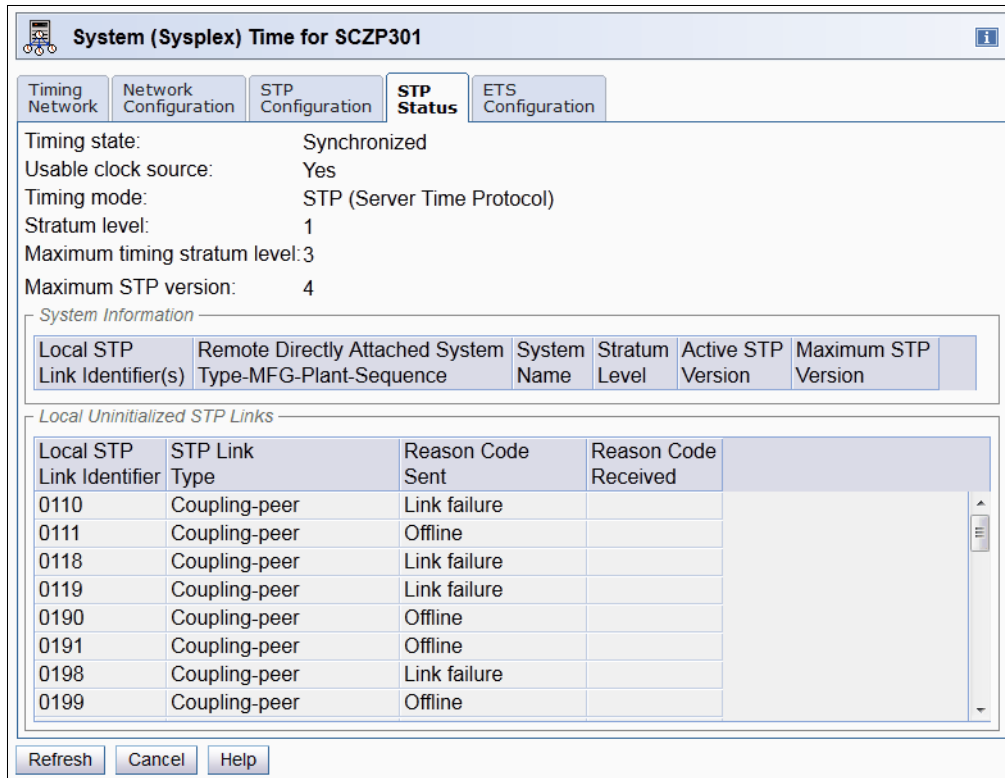 System (Sysplex) Time for SCZP301
Timing Network
Network Configuration
STP Configuration
STP Status
ETS Configuration
Timing state: Synchronized
Usable clock source: Yes
Timing mode: STP (Server Time Protocol)
Stratum level: 1
Maximum timing stratum level: 3
Maximum STP version: 4
System Information
Local STP Link Identifier(s) Remote Directly Attached System Type-MFG-Plant-Sequence System Name Stratum Level Active STP Version Maximum STP Version
Local Uninitialized STP Links
Local STP Link Identifier STP Link Type Reason Code Sent Reason Code Received
0110 Coupling-peer Link failure
0111 Coupling-peer Offline
0118 Coupling-peer Link failure
0119 Coupling-peer Link failure
0190 Coupling-peer Offline
0191 Coupling-peer Offline
0198 Coupling-peer Link failure
0199 Coupling-peer Offline
Refresh Cancel Help